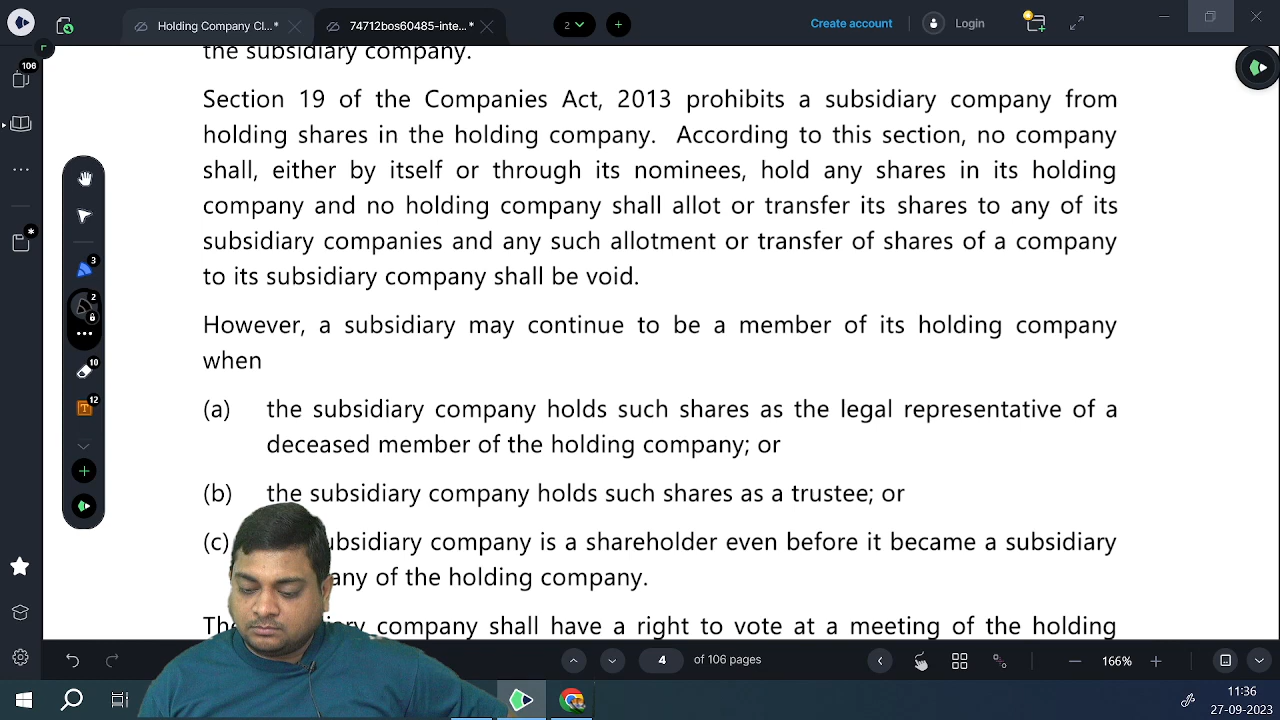 Holding Company Cl...*
74712bos60485-inte...*
2
Create account
Login
106
the subsidiary company.
Section 19 of the Companies Act, 2013 prohibits a subsidiary company from
holding shares in the holding company. According to this section, no company
shall, either by itself or through its nominees, hold any shares in its holding
company and no holding company shall allot or transfer its shares to any of its
subsidiary companies and any such allotment or transfer of shares of a company
to its subsidiary company shall be void.
However, a subsidiary may continue to be a member of its holding company
when
(a) the subsidiary company holds such shares as the legal representative of a
deceased member of the holding company; or
(b) the subsidiary company holds such shares as a trustee; or
(c) subsidiary company is a shareholder even before it became a subsidiary
of the holding company.
company shall have a right to vote at a meeting of the holding
3
2
10
T
12
4 of 106 pages
166%
11:36
27-09-2023